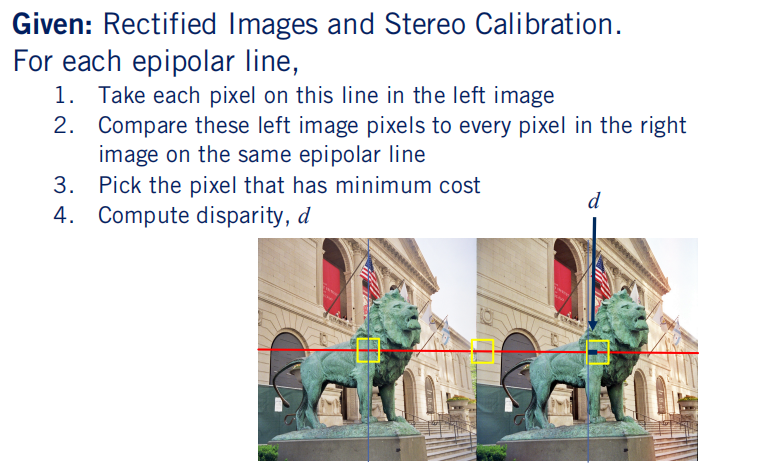 Given: Rectified Images and Stereo Calibration.
For each epipolar line,
1. Take each pixel on this line in the left image
2. Compare these left image pixels to every pixel in the right
image on the same epipolar line
3. Pick the pixel that has minimum cost
4. Compute disparity, d
d